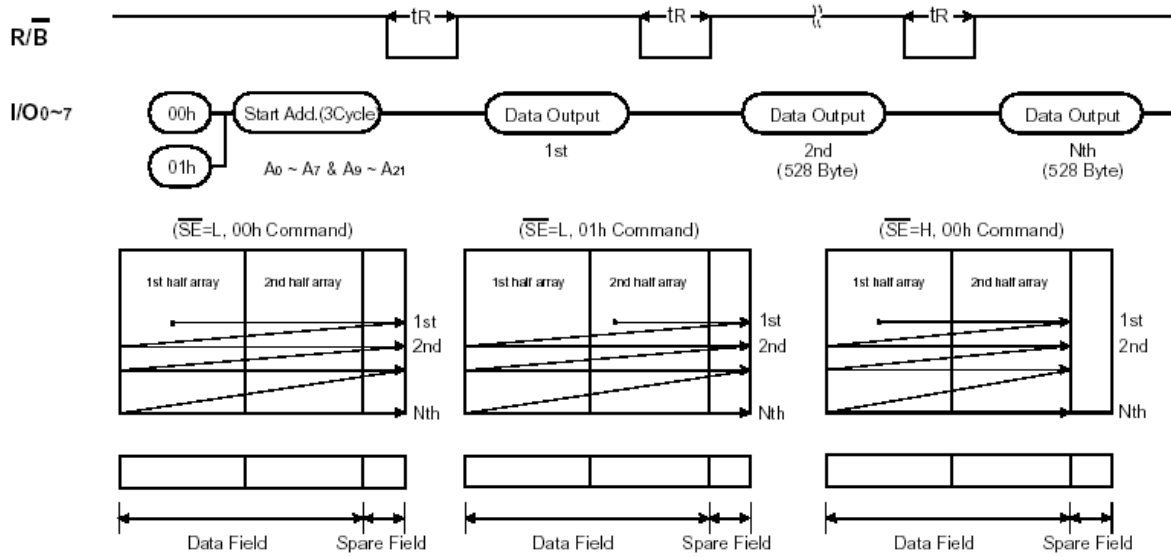 R/B
tR tR tR
I/O0~7
00h Start Add.(3Cycle) Data Output Data Output Data Output
01h
A0 ~ A7 & A9 ~ A21
1st 2nd Nth
(528 Byte) (528 Byte)
(SE=L, 00h Command) (SE=L, 01h Command) (SE=H, 00h Command)
1st half array 2nd half array 1st half array 2nd half array 1st half array 2nd half array
1st 1st 1st
2nd 2nd 2nd
Nth Nth Nth
Data Field Spare Field Data Field Spare Field Data Field Spare Field